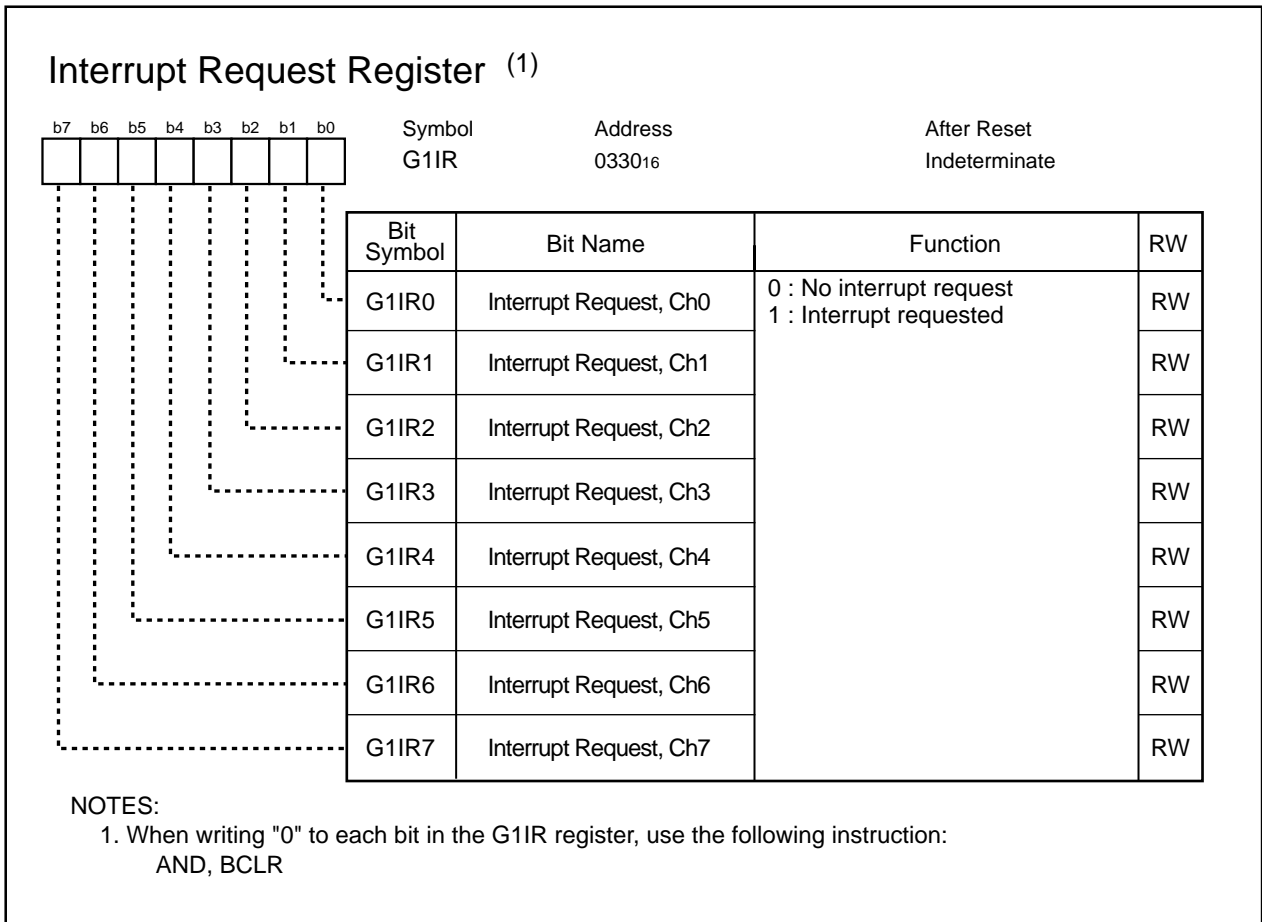 Interrupt Request Register (1)
b7 b6 b5 b4 b3 b2 b1 b0
Symbol Address After Reset
G1IR 033016 Indeterminate
Bit Symbol Bit Name Function RW
G1IR0 Interrupt Request, Ch0 0 : No interrupt request RW
1 : Interrupt requested
G1IR1 Interrupt Request, Ch1 RW
G1IR2 Interrupt Request, Ch2 RW
G1IR3 Interrupt Request, Ch3 RW
G1IR4 Interrupt Request, Ch4 RW
G1IR5 Interrupt Request, Ch5 RW
G1IR6 Interrupt Request, Ch6 RW
G1IR7 Interrupt Request, Ch7 RW
NOTES:
1. When writing "0" to each bit in the G1IR register, use the following instruction:
AND, BCLR